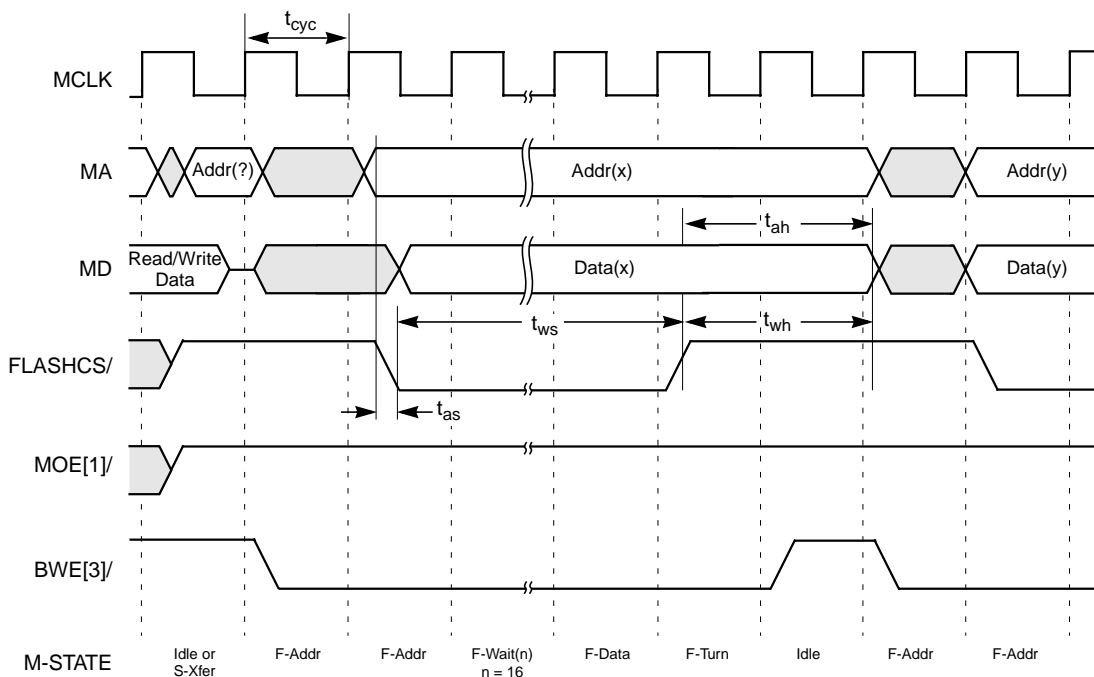 tcyc
MCLK
MA
Addr(?)
Addr(x)
Addr(y)
tah
MD
Read/Write
Data
Data(x)
Data(y)
tws
twh
FLASHCS/
tas
MOE[1]/
BWE[3]/
M-STATE
Idle or
S-Xfer
F-Addr
F-Addr
F-Wait(n)
n = 16
F-Data
F-Turn
Idle
F-Addr
F-Addr